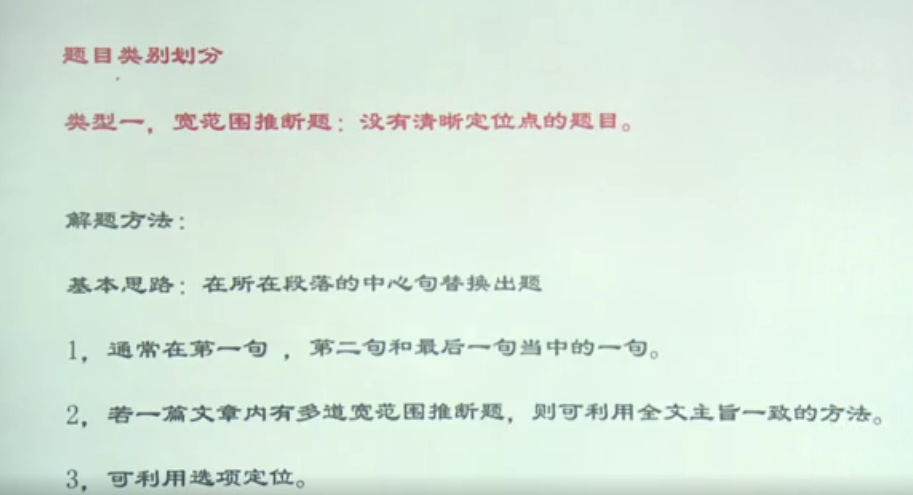 题目类别划分
类型一，宽范围推断题：没有清晰定位点的题目。
解题方法：
基本思路：在所在段落的中心句替换出题
1，通常在第一句 ，第二句和最后一句当中的一句。
2，若一篇文章内有多道宽范围推断题，则可利用全文主旨一致的方法。
3，可利用选项定位。